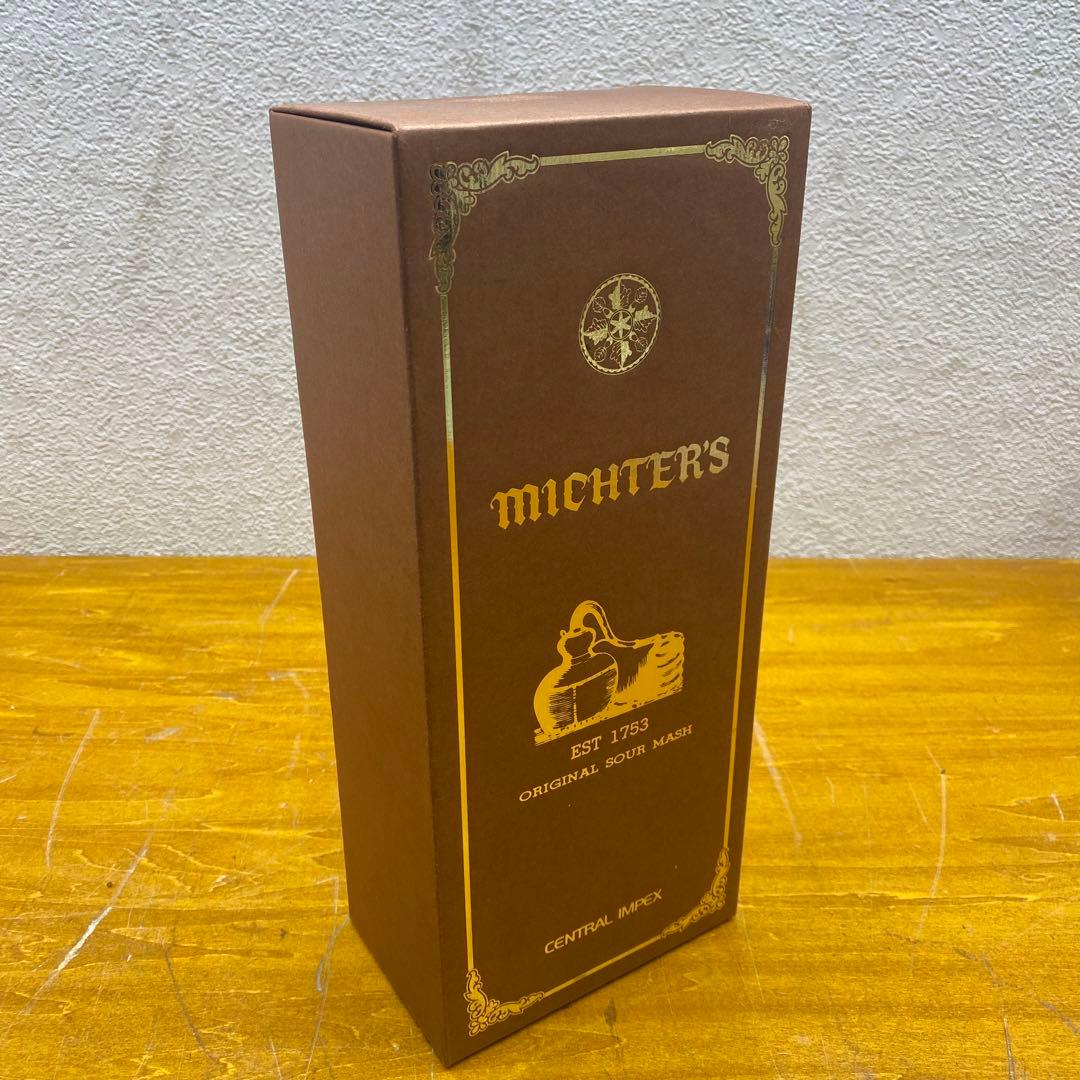 MICHTER'S
EST 1753
ORIGINAL SOUR MASH
CENTRAL IMPEX